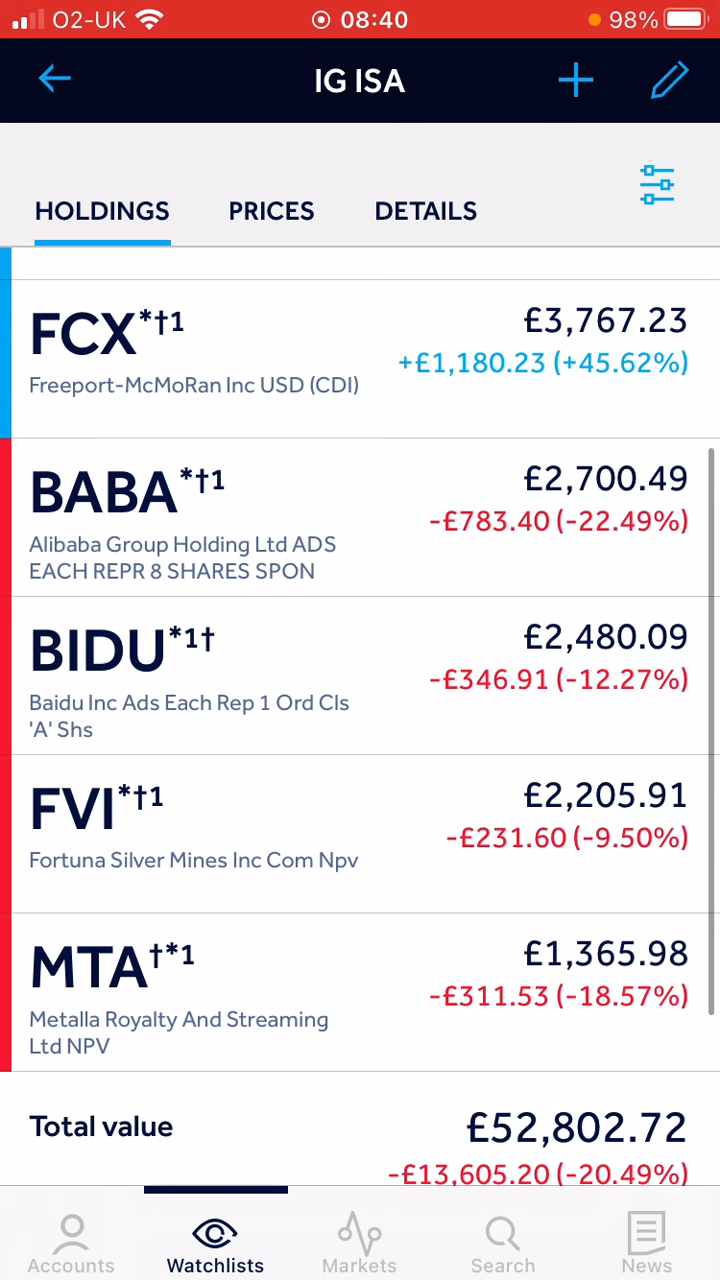 O2-UK 08:40 98%
IG ISA
HOLDINGS PRICES DETAILS
FCX*†1 £3,767.23
+£1,180.23 (+45.62%)
Freeport-McMoRan Inc USD (CDI)
BABA*†1 £2,700.49
-£783.40 (-22.49%)
Alibaba Group Holding Ltd ADS
EACH REPR 8 SHARES SPON
BIDU*1† £2,480.09
-£346.91 (-12.27%)
Baidu Inc Ads Each Rep 1 Ord Cls
'A' Shs
FVI*†1 £2,205.91
-£231.60 (-9.50%)
Fortuna Silver Mines Inc Com Npv
MTA†*1 £1,365.98
-£311.53 (-18.57%)
Metalla Royalty And Streaming
Ltd NPV
Total value £52,802.72
-£13,605.20 (-20.49%)
Accounts Watchlists Markets Search News